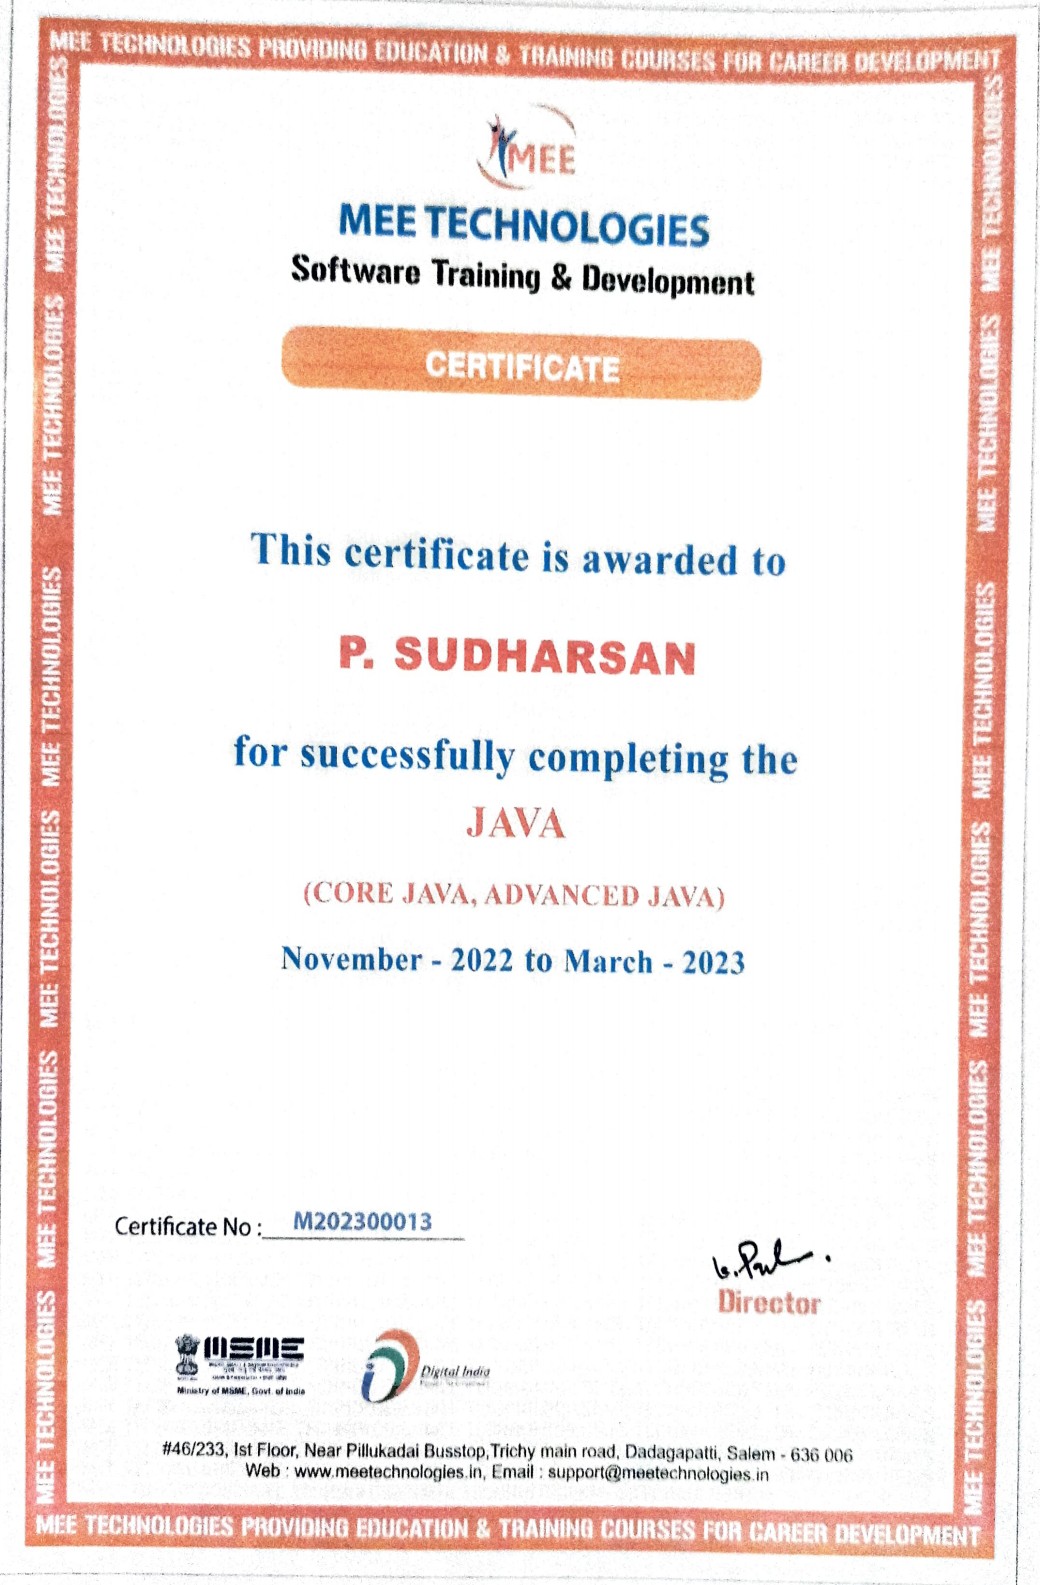 MEE TECHNOLOGIES PROVIDING EDUCATION & TRAINING COURSES FOR CAREER DEVELOPMENT
MEE
MEE TECHNOLOGIES
Software Training & Development
CERTIFICATE
This certificate is awarded to
P. SUDHARSAN
for successfully completing the
JAVA
(CORE JAVA, ADVANCED JAVA)
November - 2022 to March - 2023
Certificate No : M202300013
Director
MSME
Ministry of MSME, Govt. of India
Digital India
#46/233, Ist Floor, Near Pillukadai Busstop,Trichy main road, Dadagapatti, Salem - 636 006
Web : www.meetechnologies.in, Email : support@meetechnologies.in
MEE TECHNOLOGIES PROVIDING EDUCATION & TRAINING COURSES FOR CAREER DEVELOPMENT
MEE TECHNOLOGIES MEE TECHNOLOGIES MEE TECHNOLOGIES MEE TECHNOLOGIES MEE TECHNOLOGIES MEE TECHNOLOGIES
MEE TECHNOLOGIES MEE TECHNOLOGIES MEE TECHNOLOGIES MEE TECHNOLOGIES MEE TECHNOLOGIES MEE TECHNOLOGIES